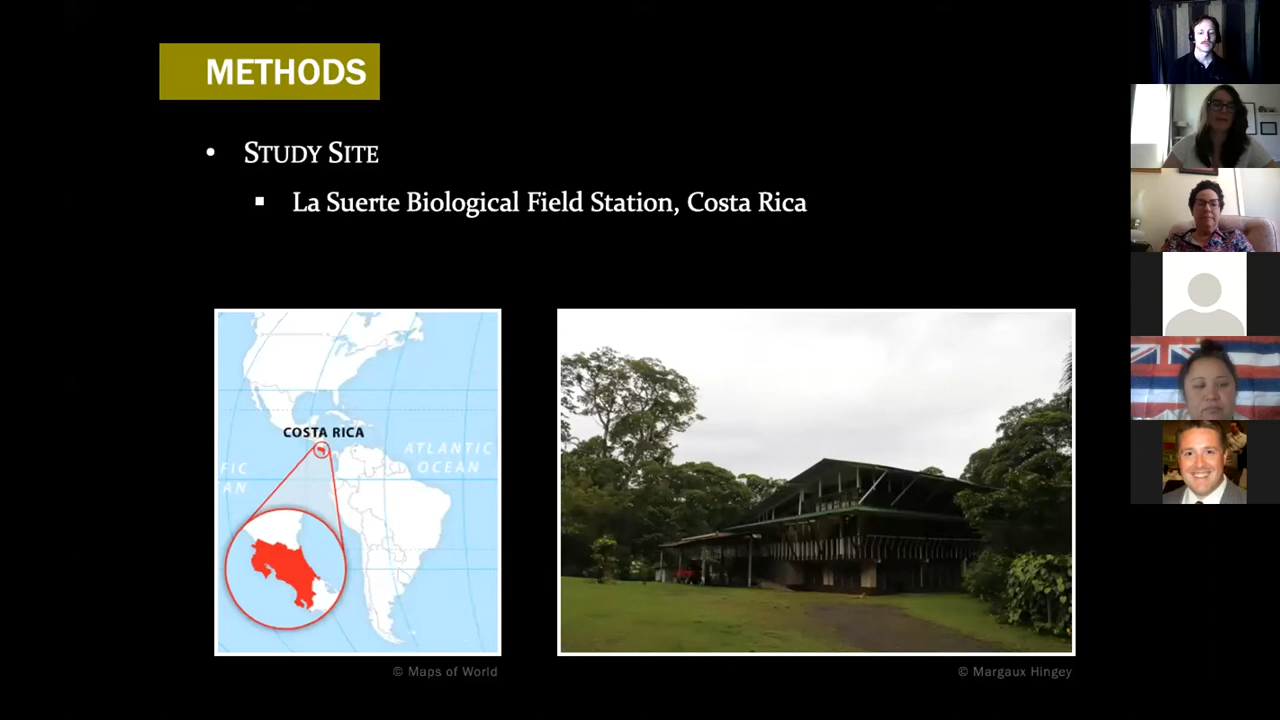 METHODS
• STUDY SITE
▪ La Suerte Biological Field Station, Costa Rica
COSTA RICA
ATLANTIC
OCEAN
FIC
AN
© Maps of World
© Margaux Hingey